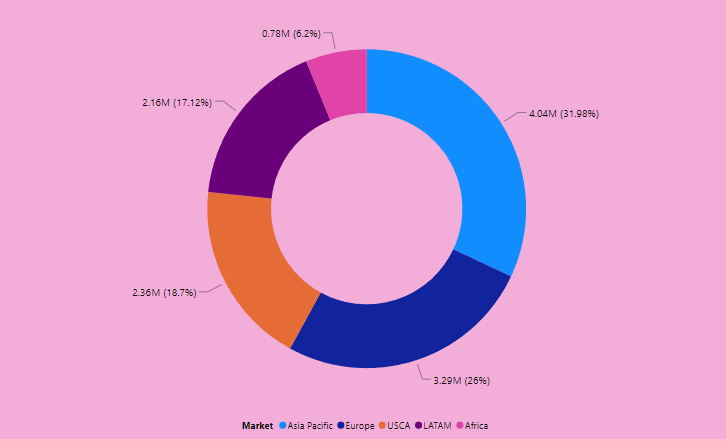 0.78M (6.2%)
4.04M (31.98%)
2.16M (17.12%)
2.36M (18.7%)
3.29M (26%)
Market Asia Pacific Europe USCA LATAM Africa